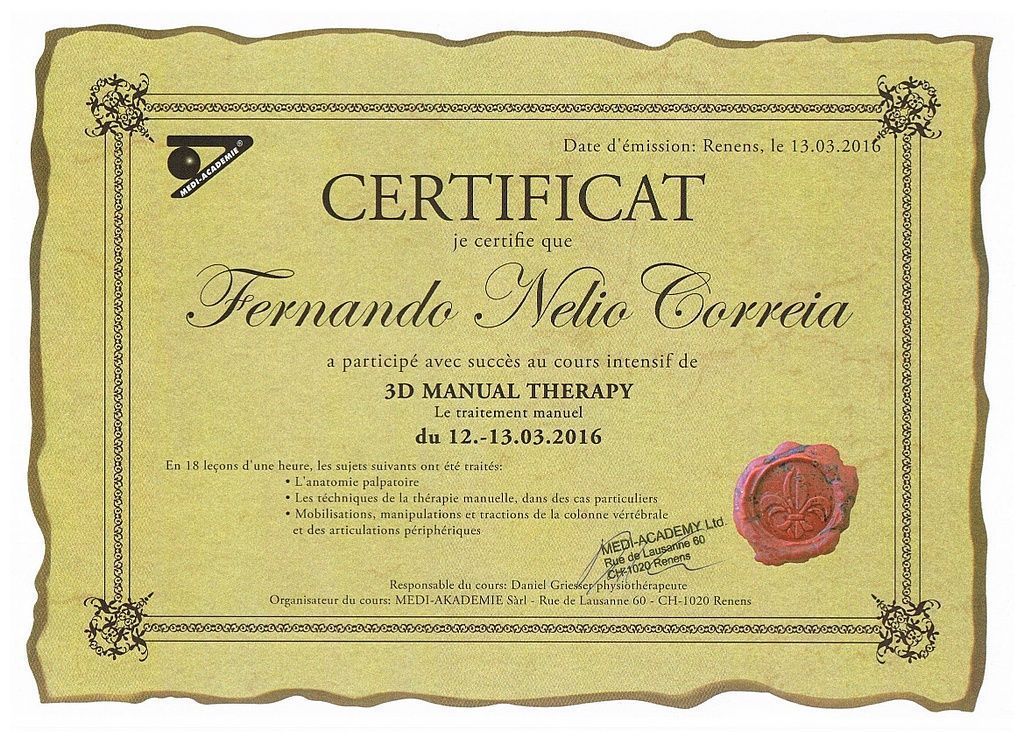 MEDI-ACADEMIE®
Date d'émission: Renens, le 13.03.2016
CERTIFICAT
je certifie que
Fernando Nelio Correia
a participé avec succès au cours intensif de
3D MANUAL THERAPY
Le traitement manuel
du 12.-13.03.2016
En 18 leçons d'une heure, les sujets suivants ont été traités:
• L'anatomie palpatoire
• Les téchniques de la thérapie manuelle, dans des cas particuliers
• Mobilisations, manipulations et tractions de la colonne vértébrale
et des articulations périphériques
MEDI-ACADEMY Ltd.
Rue de Lausanne 60
CH-1020 Renens
Responsable du cours: Daniel Griesser physiothérapeute
Organisateur du cours: MEDI-AKADEMIE Sàrl - Rue de Lausanne 60 - CH-1020 Renens